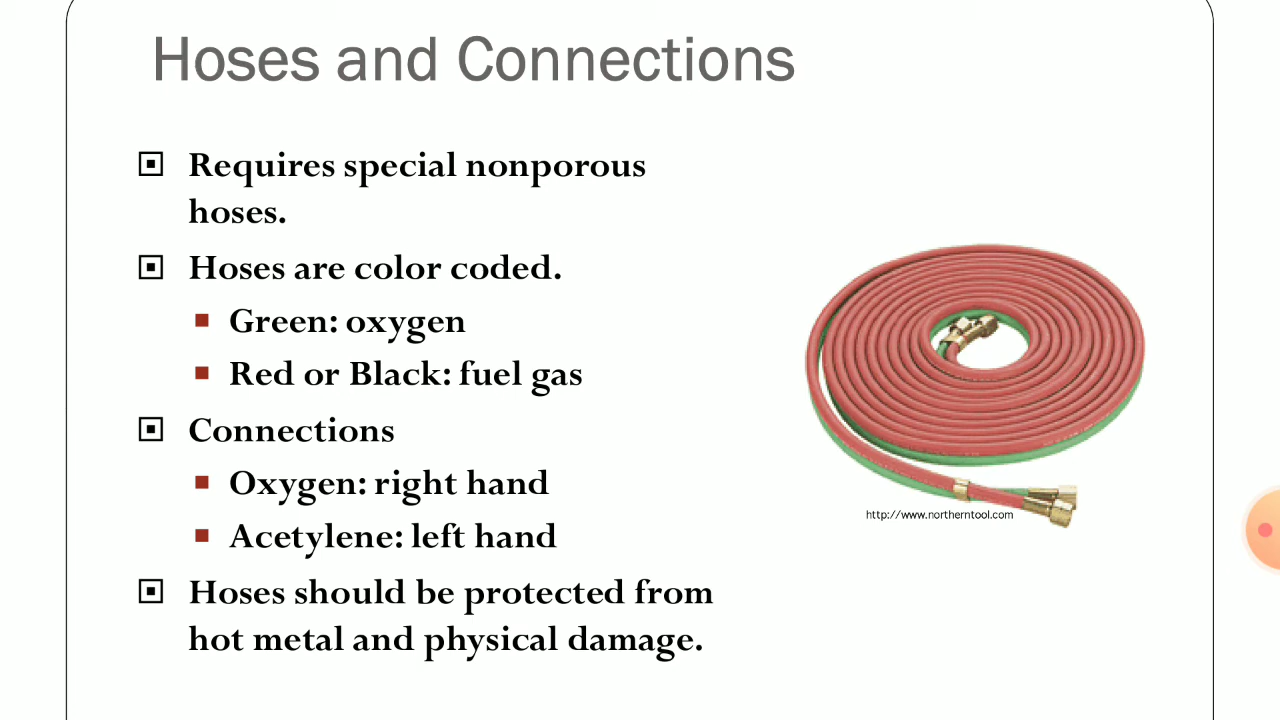 Hoses and Connections
Requires special nonporous
hoses.
Hoses are color coded.
Green: oxygen
Red or Black: fuel gas
Connections
Oxygen: right hand
Acetylene: left hand
Hoses should be protected from
hot metal and physical damage.
http://www.northerntool.com